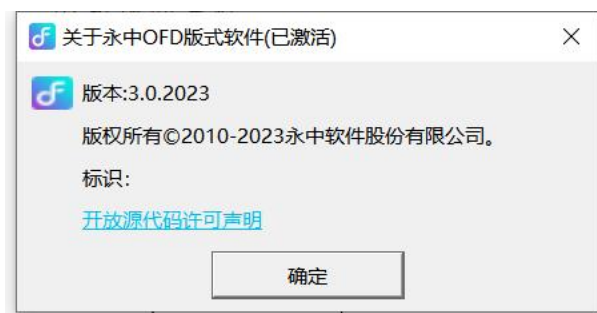 关于永中OFD版式软件(已激活)
版本:3.0.2023
版权所有©2010-2023永中软件股份有限公司。
标识:
开放源代码许可声明
确定